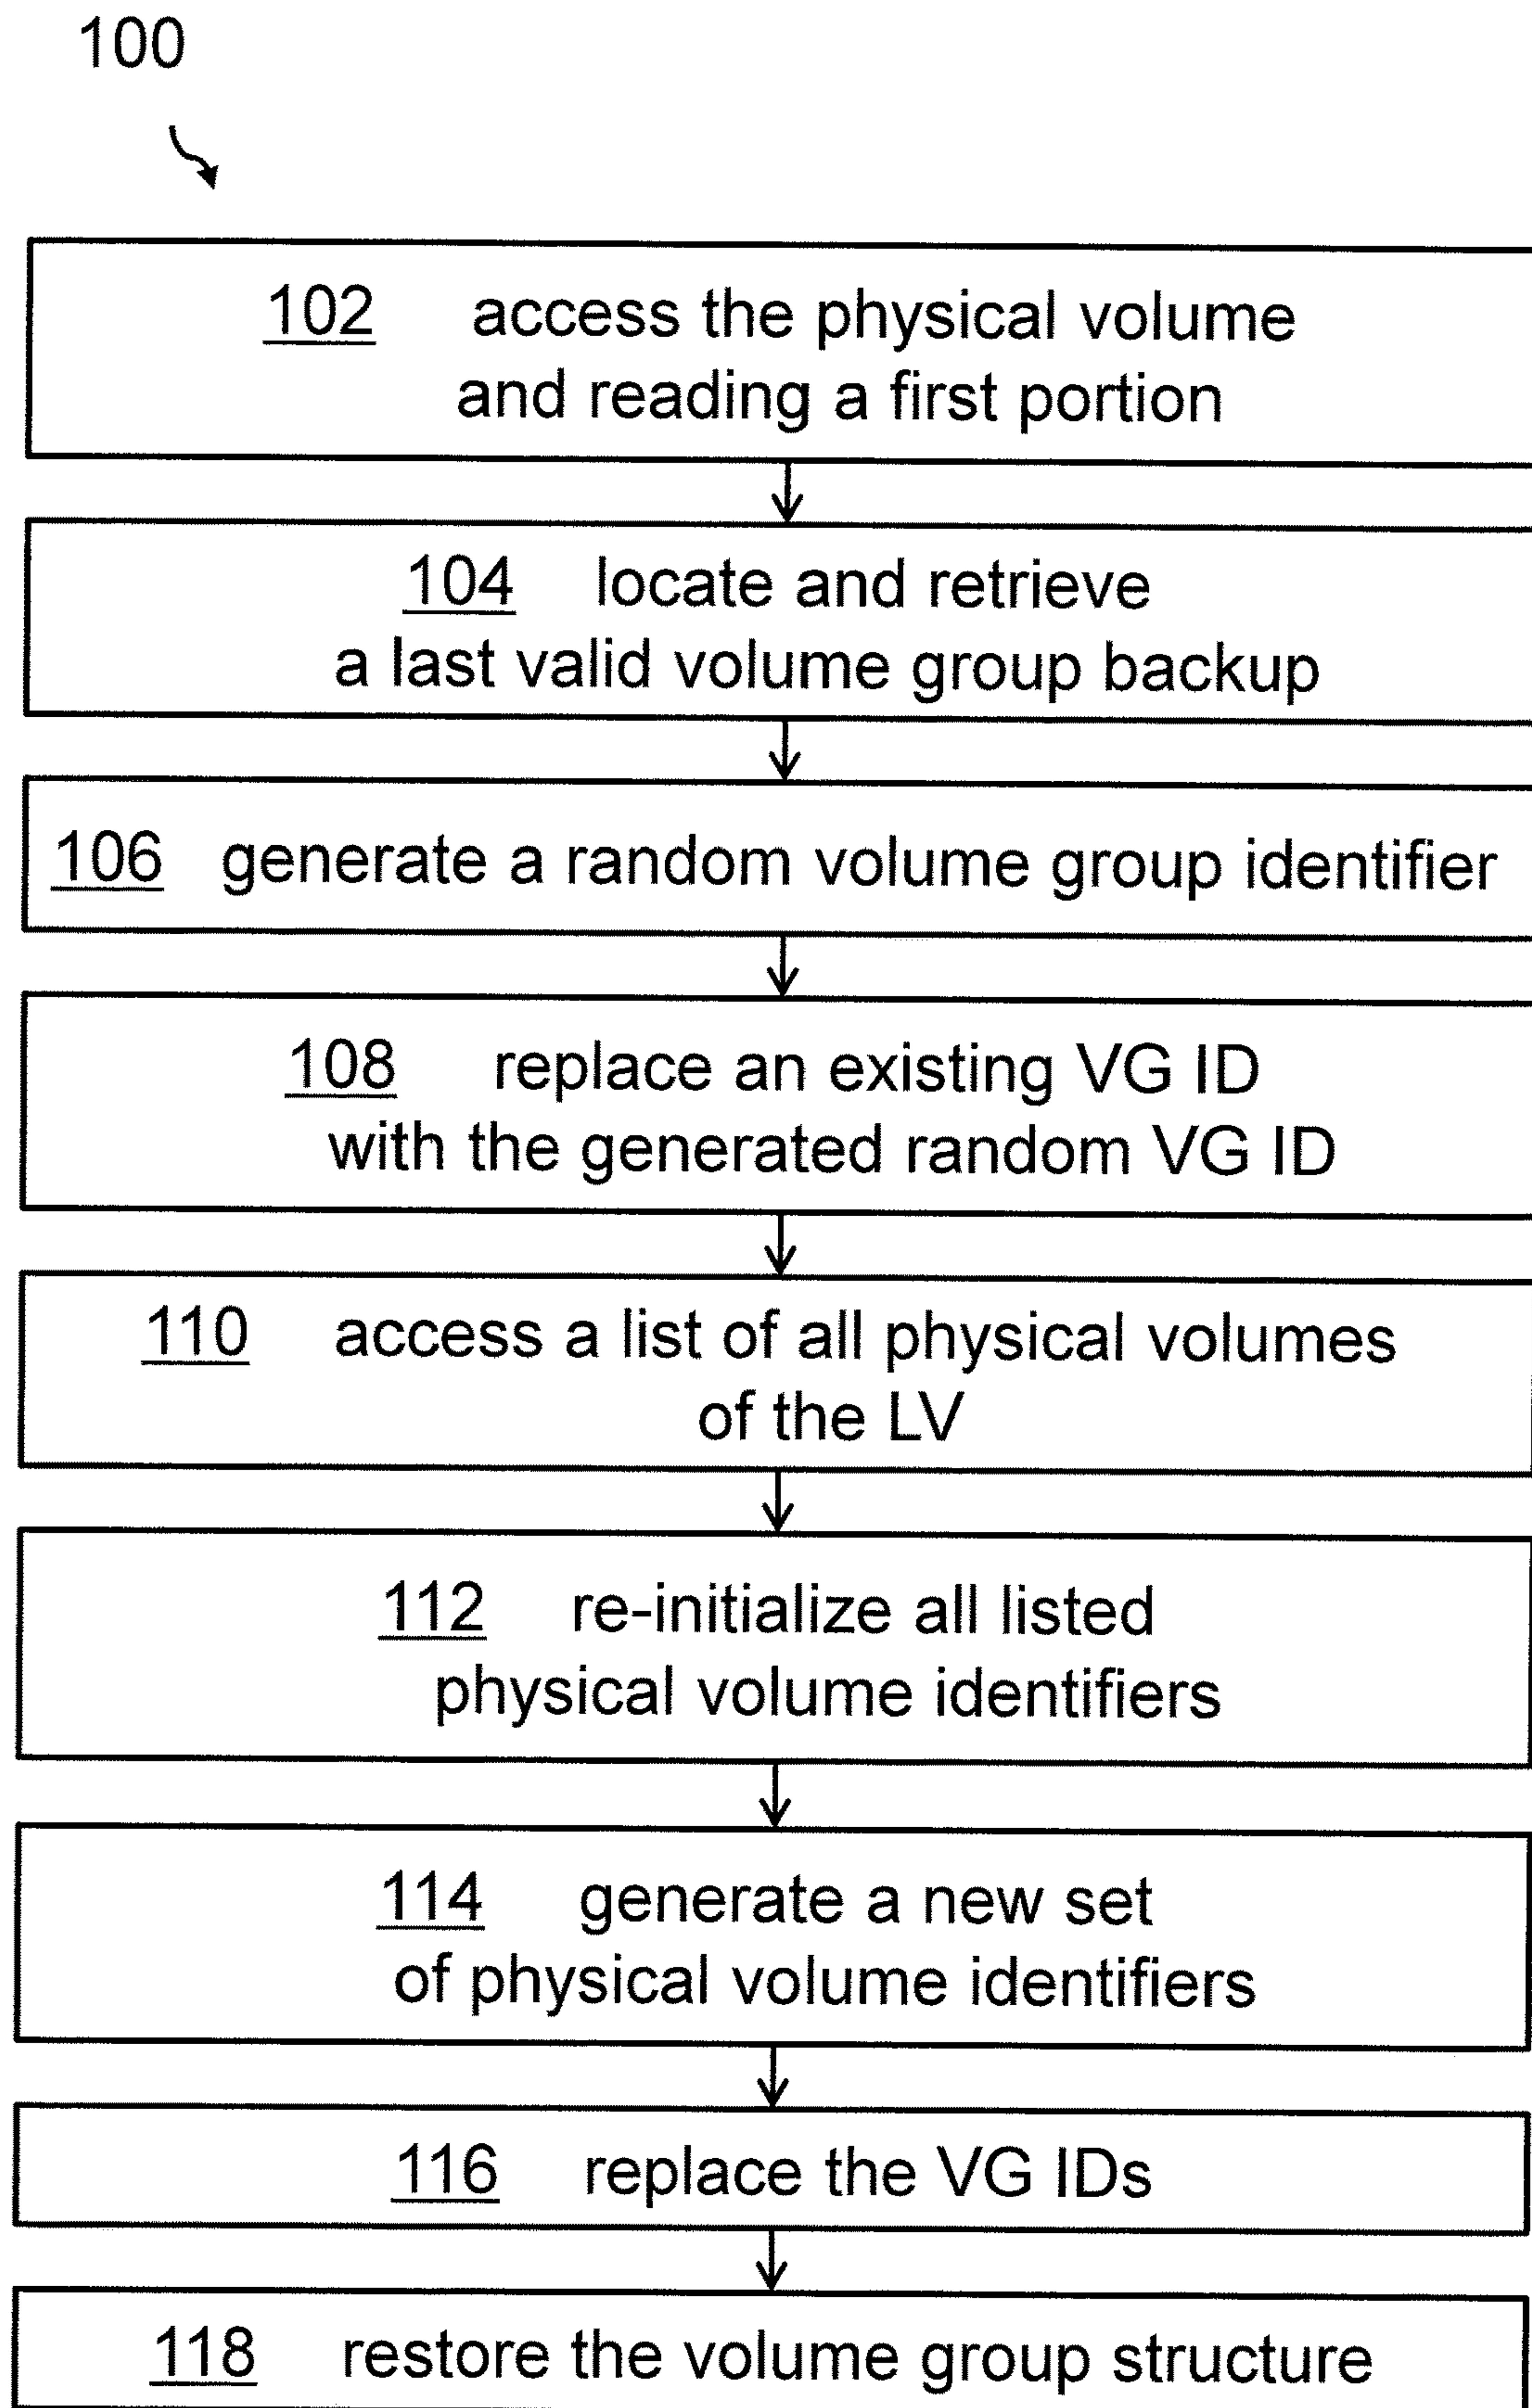 100
102 access the physical volume
and reading a first portion
104 locate and retrieve
a last valid volume group backup
106 generate a random volume group identifier
108 replace an existing VG ID
with the generated random VG ID
110 access a list of all physical volumes
of the LV
112 re-initialize all listed
physical volume identifiers
114 generate a new set
of physical volume identifiers
116 replace the VG IDs
118 restore the volume group structure